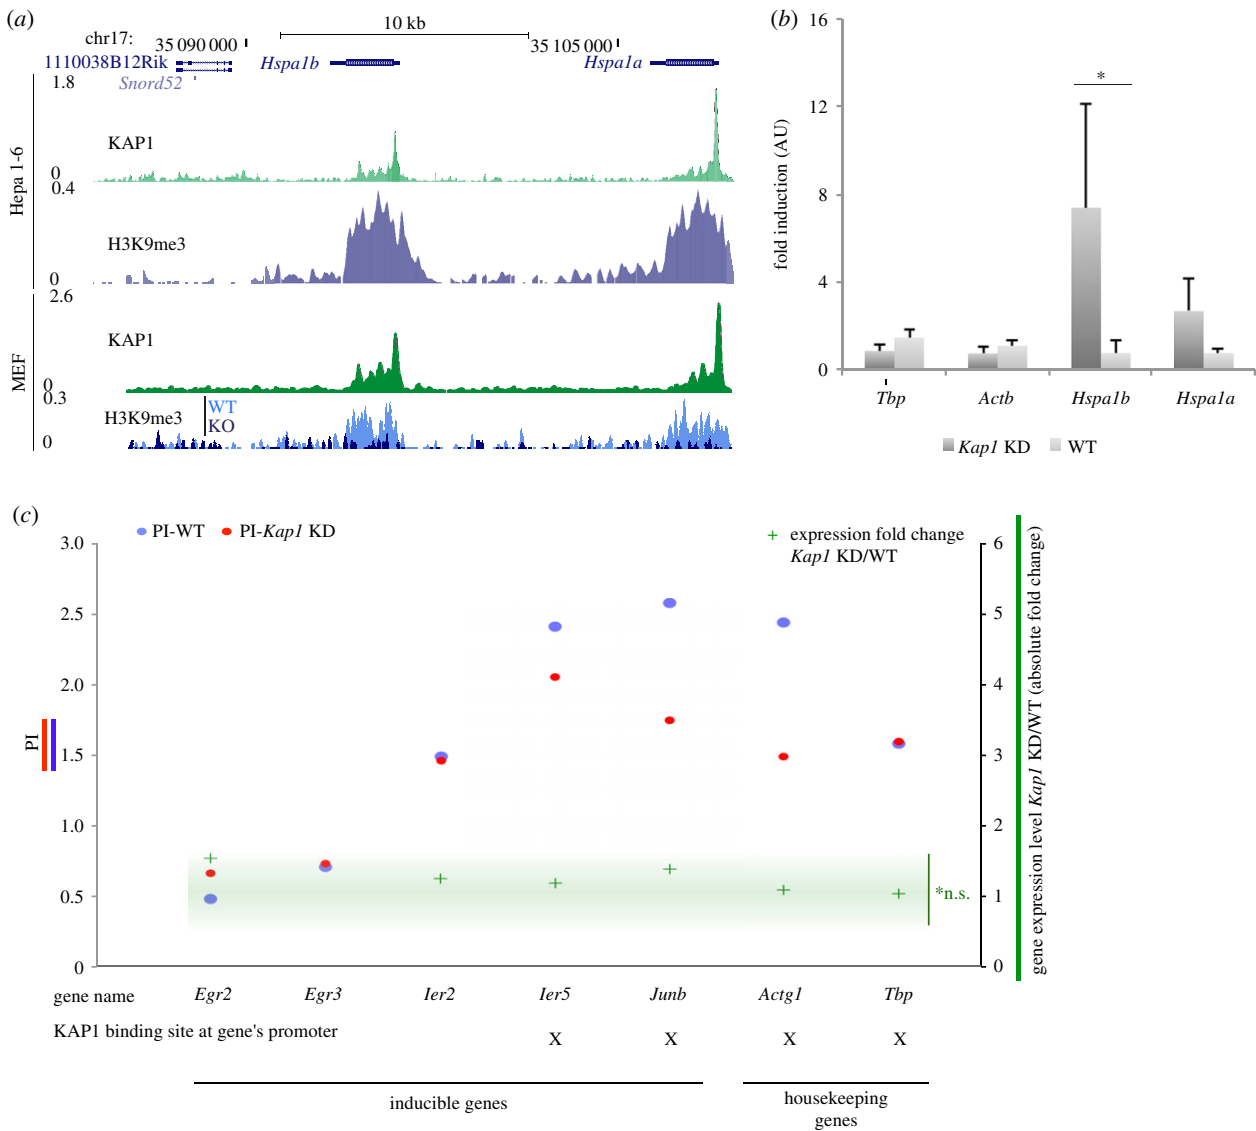 (a)
10 kb
chr17:
35 090 000
35 105 000
1110038B12Rik
Hspa1b
Hspa1a
Snord52
Hepa 1-6
1.8
KAP1
0
0.4
H3K9me3
0
MEF
2.6
KAP1
0
0.3
H3K9me3
WT
KO
0
(b)
fold induction (AU)
16
12
8
4
0
*
Tbp
Actb
Hspa1b
Hspa1a
Kap1 KD
WT
(c)
PI-WT
PI-Kap1 KD
expression fold change
Kap1 KD/WT
PI
3.0
2.5
2.0
1.5
1.0
0.5
0
6
5
4
3
2
1
0
gene expression level Kap1 KD/WT (absolute fold change)
*n.s.
gene name
Egr2
Egr3
Ier2
Ier5
Junb
Actg1
Tbp
KAP1 binding site at gene's promoter
X
X
X
X
inducible genes
housekeeping
genes